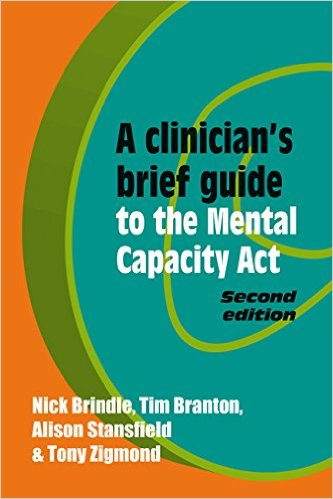 A clinician's
brief guide
to the Mental
Capacity Act
Second
edition
Nick Brindle, Tim Branton,
Alison Stansfield
& Tony Zigmond